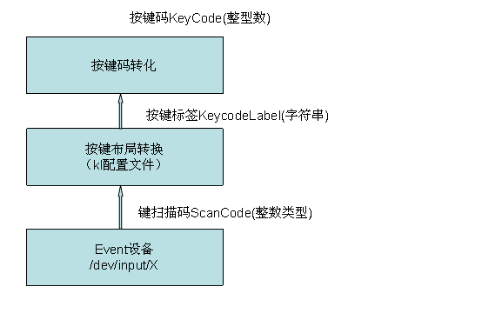 按键码KeyCode(整型数)
按键码转化
按键标签KeycodeLabel(字符串)
按键布局转换
（kl配置文件）
键扫描码ScanCode(整数类型)
Event设备
/dev/input/X